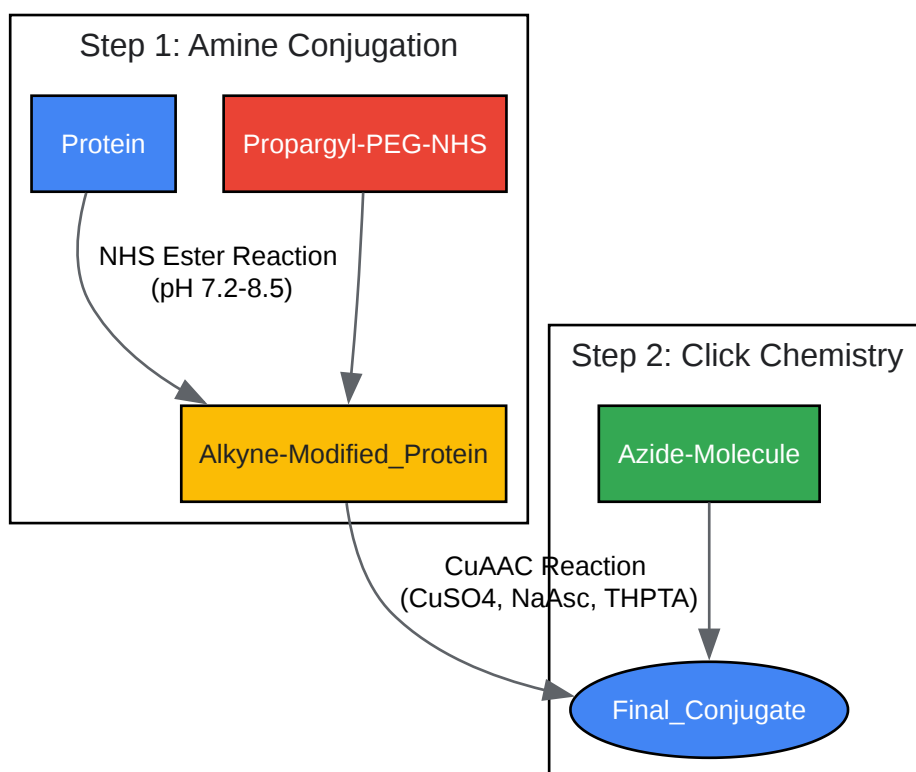 Step 1: Amine Conjugation
Protein
Propargyl-PEG-NHS
NHS Ester Reaction
(pH 7.2-8.5)
Alkyne-Modified_Protein
Step 2: Click Chemistry
Azide-Molecule
CuAAC Reaction
(CuSO4, NaAsc, THPTA)
Final_Conjugate